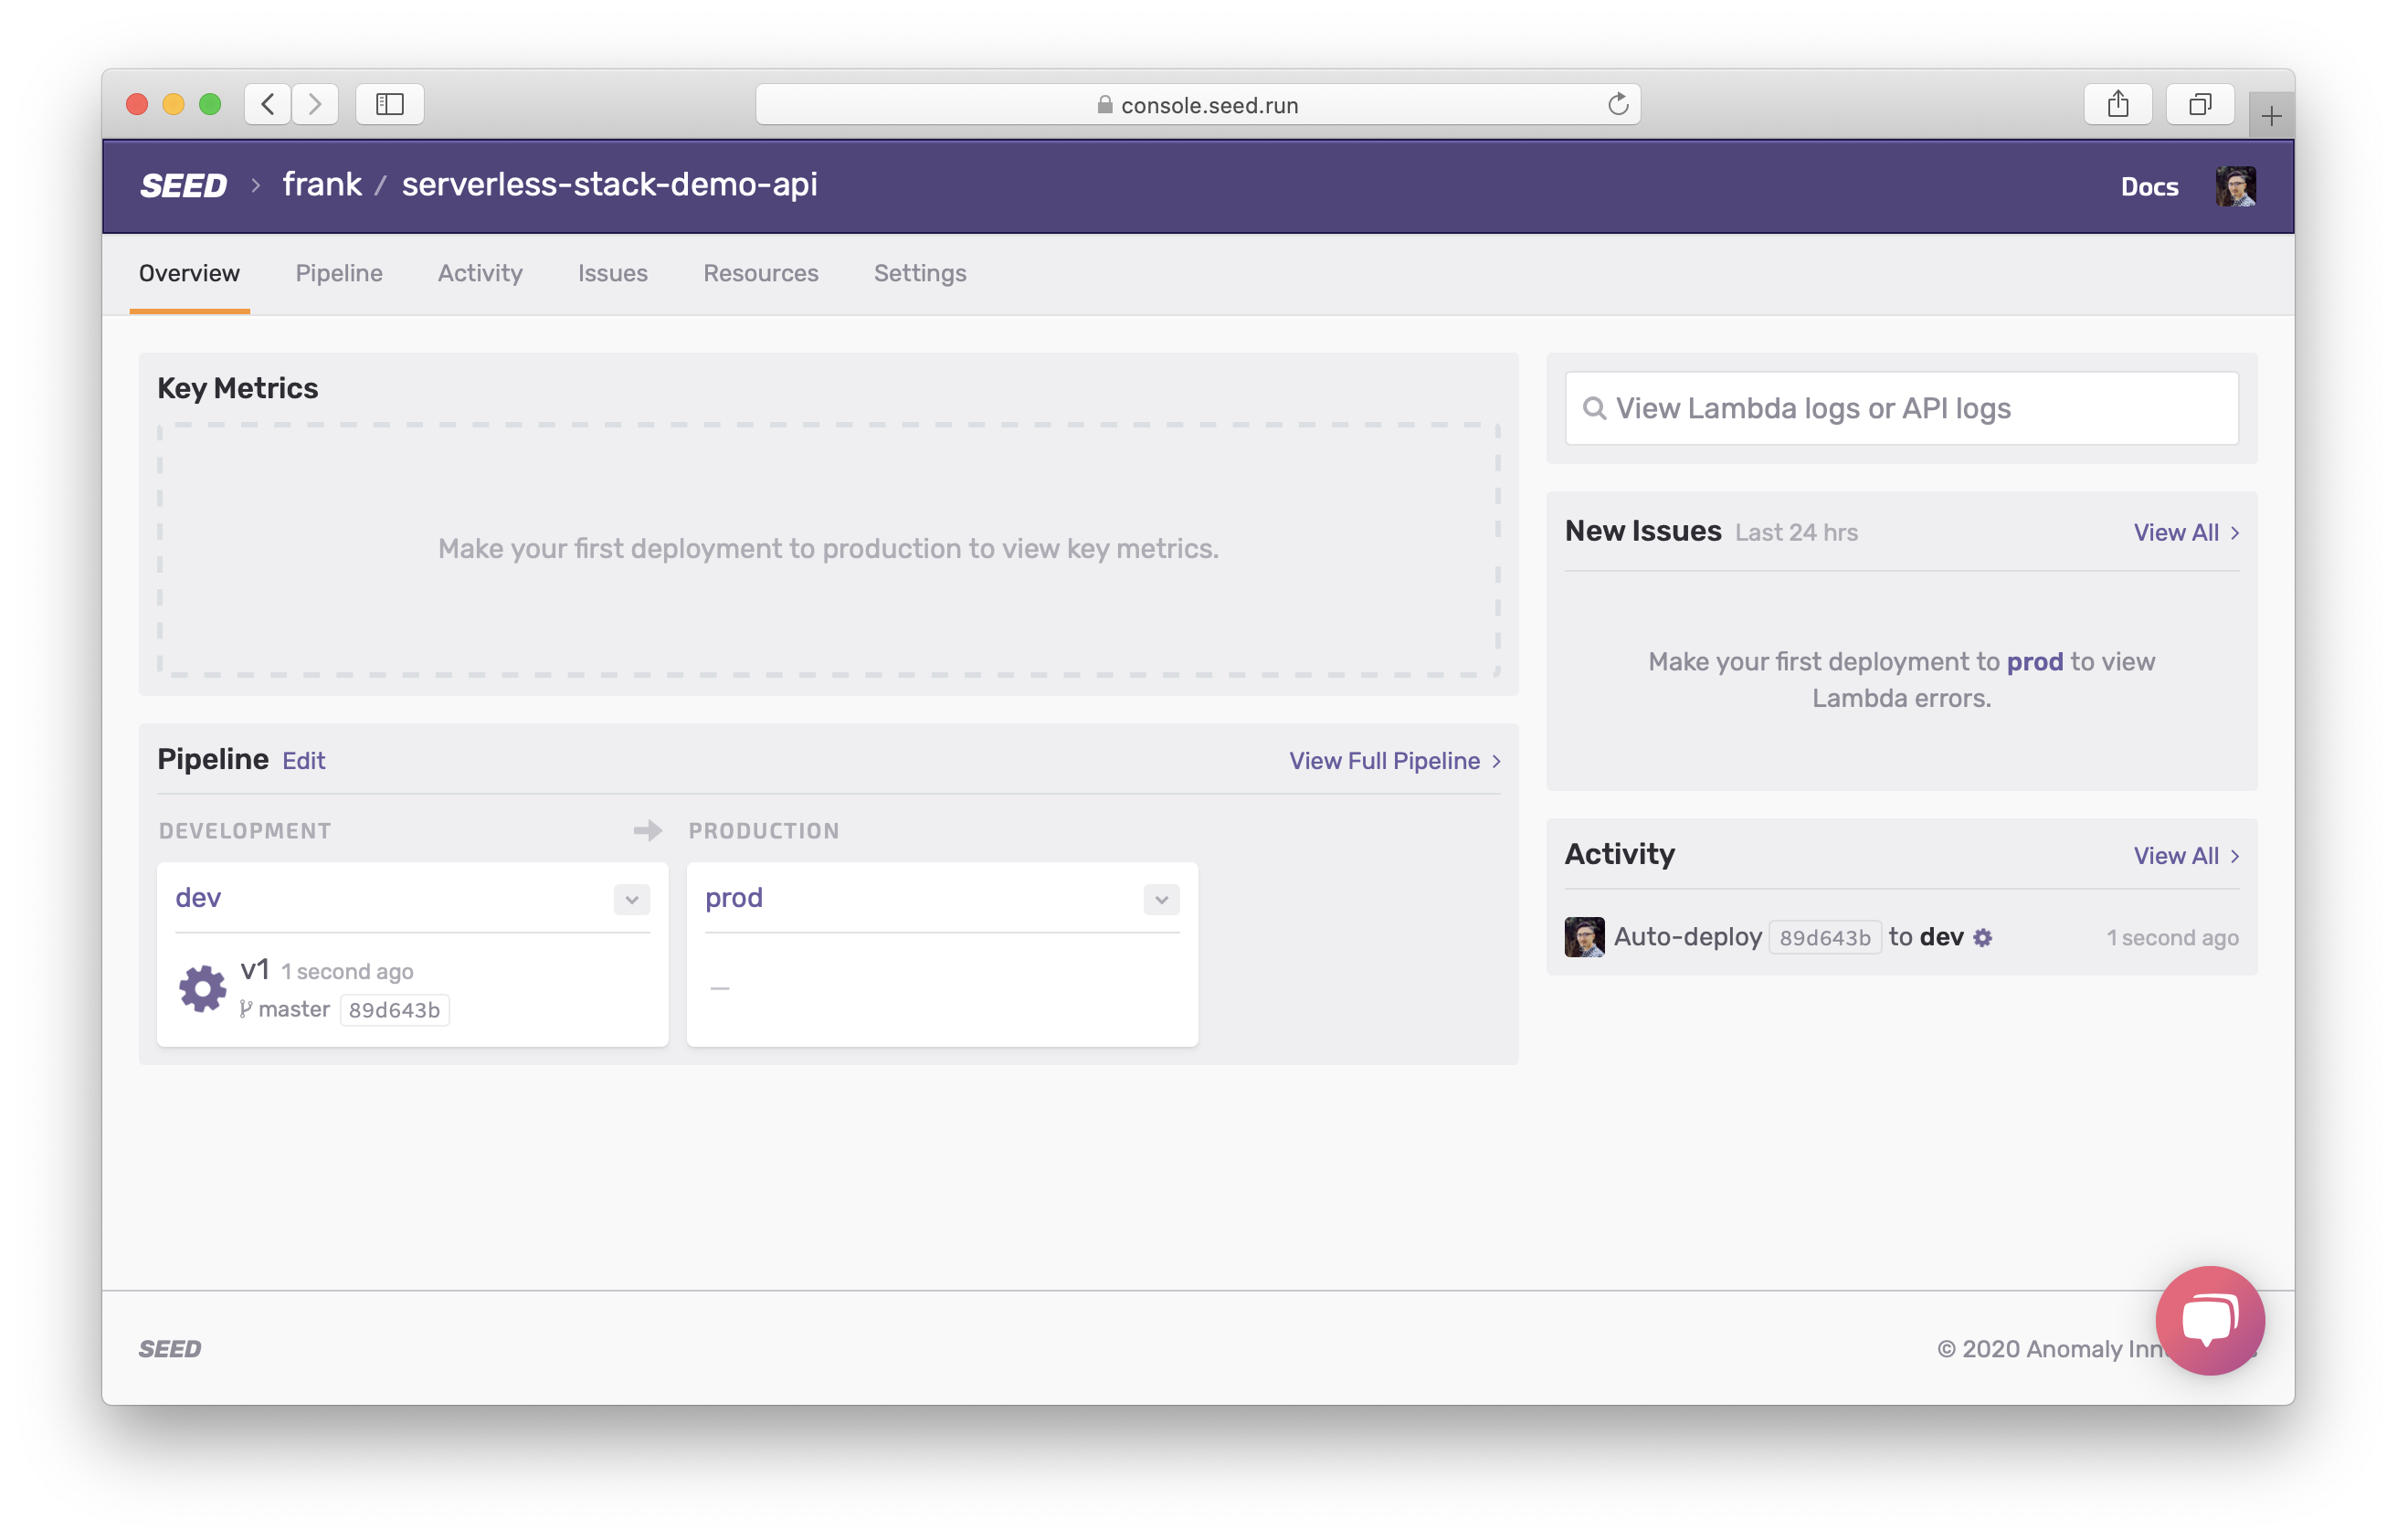 console.seed.run
SEED > frank / serverless-stack-demo-api
Docs
Overview Pipeline Activity Issues Resources Settings
Key Metrics
Make your first deployment to production to view key metrics.
Pipeline Edit
View Full Pipeline >
DEVELOPMENT
PRODUCTION
dev
v1 1 second ago
master 89d643b
prod
—
View Lambda logs or API logs
New Issues Last 24 hrs
View All >
Make your first deployment to prod to view
Lambda errors.
Activity
View All >
Auto-deploy 89d643b to dev
1 second ago
SEED
© 2020 Anomaly